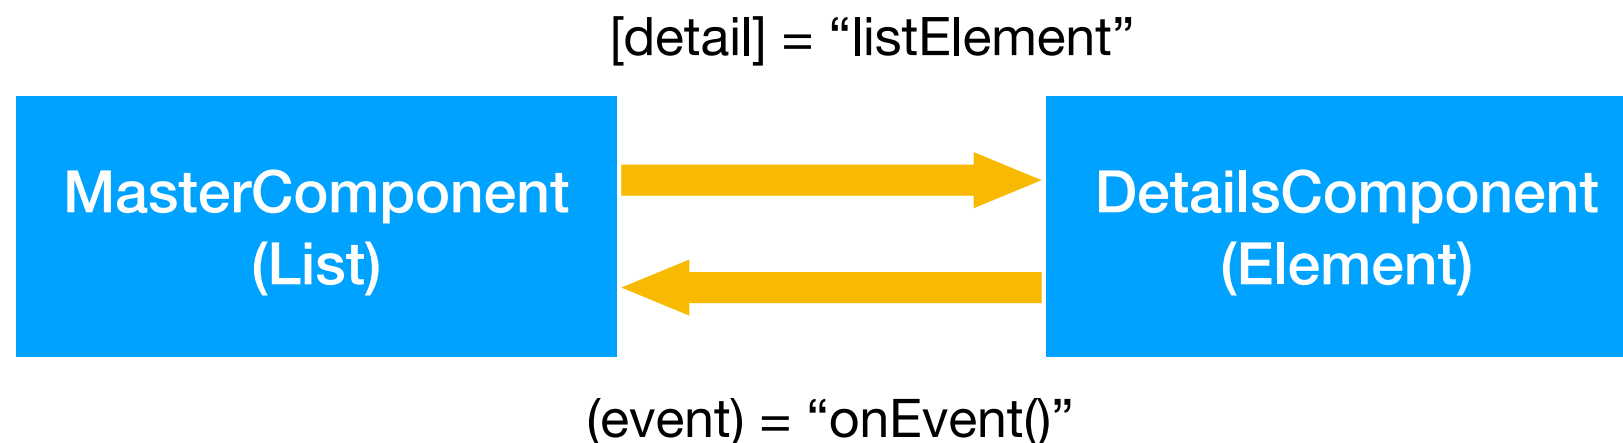 [detail] = “listElement”
MasterComponent
(List)
DetailsComponent
(Element)
(event) = “onEvent()”